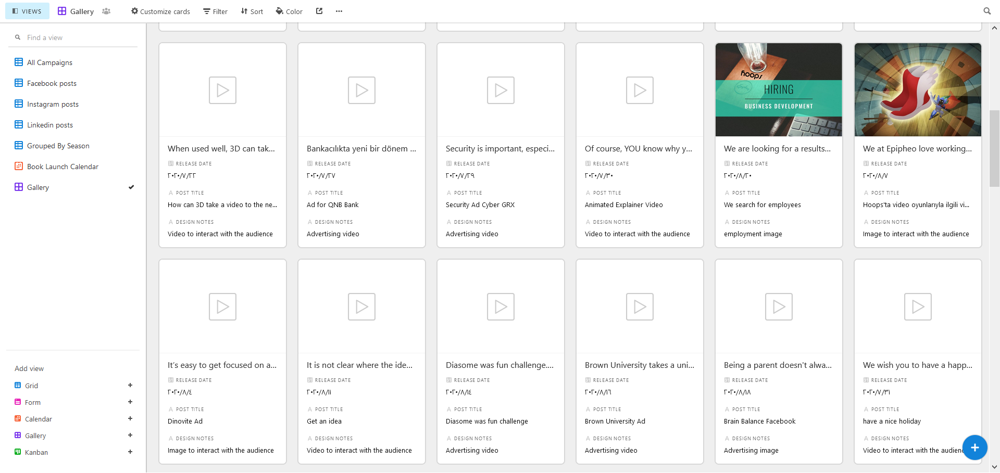 VIEWS
Gallery
Customize cards
Filter
Sort
Color
Find a view
All Campaigns
Facebook posts
Instagram posts
Linkedin posts
Grouped By Season
Book Launch Calendar
Gallery
Add view
Grid
Form
Calendar
Gallery
Kanban
When used well, 3D can tak...
RELEASE DATE
٢٠٢٠/٧/٢٢
POST TITLE
How can 3D take a video to the ne...
DESIGN NOTES
Video to interact with the audience
Bankacılıkta yeni bir dönem ...
RELEASE DATE
٢٠٢٠/٧/٢٧
POST TITLE
Ad for QNB Bank
DESIGN NOTES
Advertising video
Security is important, especi...
RELEASE DATE
٢٠٢٠/٧/٢٩
POST TITLE
Security Ad Cyber GRX
DESIGN NOTES
Advertising video
Of course, YOU know why y...
RELEASE DATE
٢٠٢٠/٧/٣٠
POST TITLE
Animated Explainer Video
DESIGN NOTES
Video to interact with the audience
hoops
HIRING
BUSINESS DEVELOPMENT
We are looking for a results...
RELEASE DATE
٢٠٢٠/٨/٢٠
POST TITLE
We search for employees
DESIGN NOTES
employment image
We at Epipheo love working...
RELEASE DATE
٢٠٢٠/٨/٧
POST TITLE
Hoops'ta video oyunlarıyla ilgili vi...
DESIGN NOTES
Image to interact with the audience
It’s easy to get focused on a...
RELEASE DATE
٢٠٢٠/٨/٤
POST TITLE
Dinovite Ad
DESIGN NOTES
Image to interact with the audience
It is not clear where the ide...
RELEASE DATE
٢٠٢٠/٨/١١
POST TITLE
Get an idea
DESIGN NOTES
Video to interact with the audience
Diasome was fun challenge....
RELEASE DATE
٢٠٢٠/٨/١٤
POST TITLE
Diasome was fun challenge
DESIGN NOTES
Advertising video
Brown University takes a uni...
RELEASE DATE
٢٠٢٠/٨/١٦
POST TITLE
Brown University Ad
DESIGN NOTES
Advertising video
Being a parent doesn't alwa...
RELEASE DATE
٢٠٢٠/٨/١٨
POST TITLE
Brain Balance Facebook
DESIGN NOTES
Advertising image
We wish you to have a happ...
RELEASE DATE
٢٠٢٠/٧/٣١
POST TITLE
have a nice holiday
DESIGN NOTES
Video to interact with the audienc